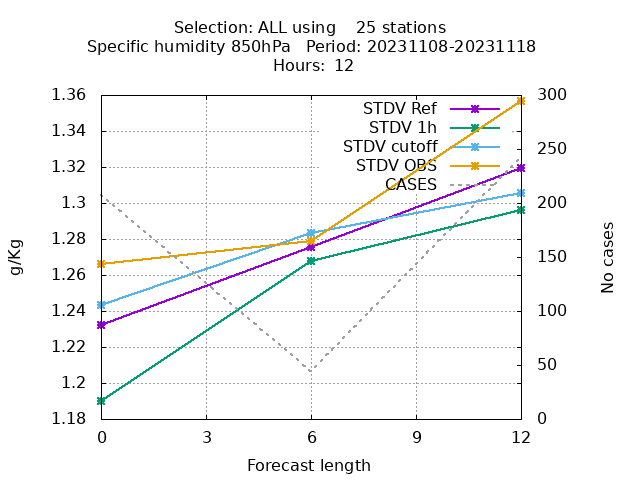 Selection: ALL using    25 stations
Specific humidity 850hPa   Period: 20231108-20231118
Hours: 12
1.36
1.34
1.32
1.3
1.28
1.26
1.24
1.22
1.2
1.18
g/Kg
STDV Ref
STDV 1h
STDV cutoff
STDV OBS
CASES
300
250
200
150
100
50
0
No cases
0 3 6 9 12
Forecast length